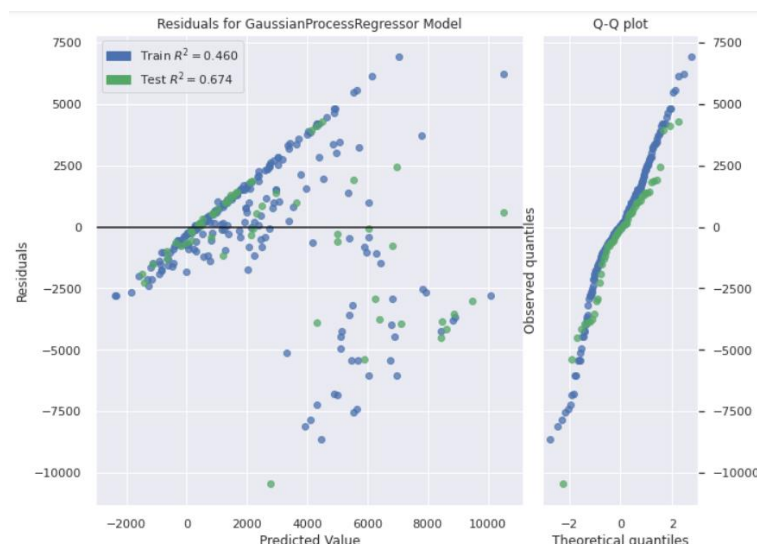 Residuals for GaussianProcessRegressor Model
Q-Q plot
Train R² = 0.460
Test R² = 0.674
Residuals
7500
5000
2500
0
−2500
−5000
−7500
−10000
−2000 0 2000 4000 6000 8000 10000
Predicted Value
Observed quantiles
7500
5000
2500
0
−2500
−5000
−7500
−10000
−2 0 2
Theoretical quantiles